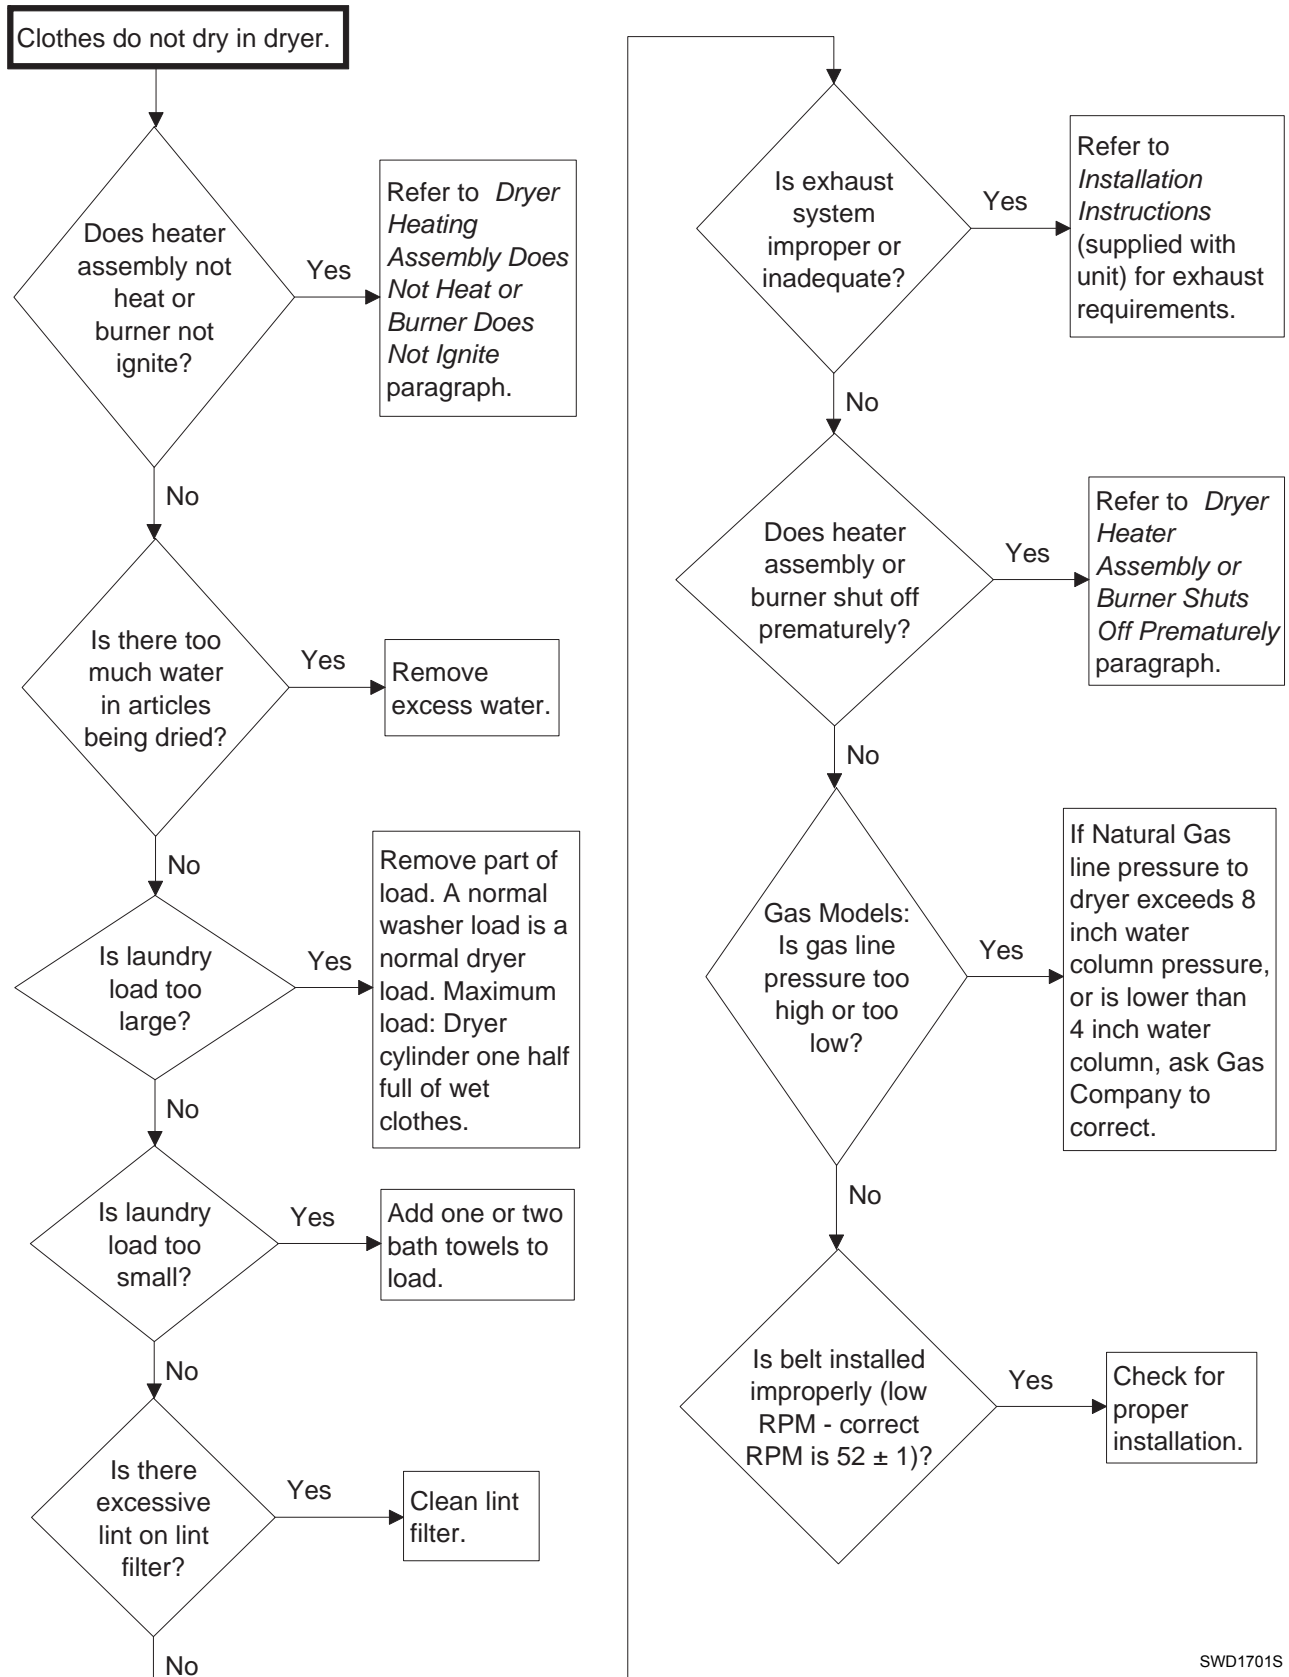 Clothes do not dry in dryer.
Does heater
assembly not
heat or
burner not
ignite?
Yes
Refer to Dryer
Heating
Assembly Does
Not Heat or
Burner Does
Not Ignite
paragraph.
No
Is there too
much water
in articles
being dried?
Yes
Remove
excess water.
No
Is laundry
load too
large?
Yes
Remove part of
load. A normal
washer load is a
normal dryer
load. Maximum
load: Dryer
cylinder one half
full of wet
clothes.
No
Is laundry
load too
small?
Yes
Add one or two
bath towels to
load.
No
Is there
excessive
lint on lint
filter?
Yes
Clean lint
filter.
No
Is exhaust
system
improper or
inadequate?
Yes
Refer to
Installation
Instructions
(supplied with
unit) for exhaust
requirements.
No
Does heater
assembly or
burner shut off
prematurely?
Yes
Refer to Dryer
Heater
Assembly or
Burner Shuts
Off Prematurely
paragraph.
No
Gas Models:
Is gas line
pressure too
high or too
low?
Yes
If Natural Gas
line pressure to
dryer exceeds 8
inch water
column pressure,
or is lower than
4 inch water
column, ask Gas
Company to
correct.
No
Is belt installed
improperly (low
RPM - correct
RPM is 52 ± 1)?
Yes
Check for
proper
installation.
SWD1701S